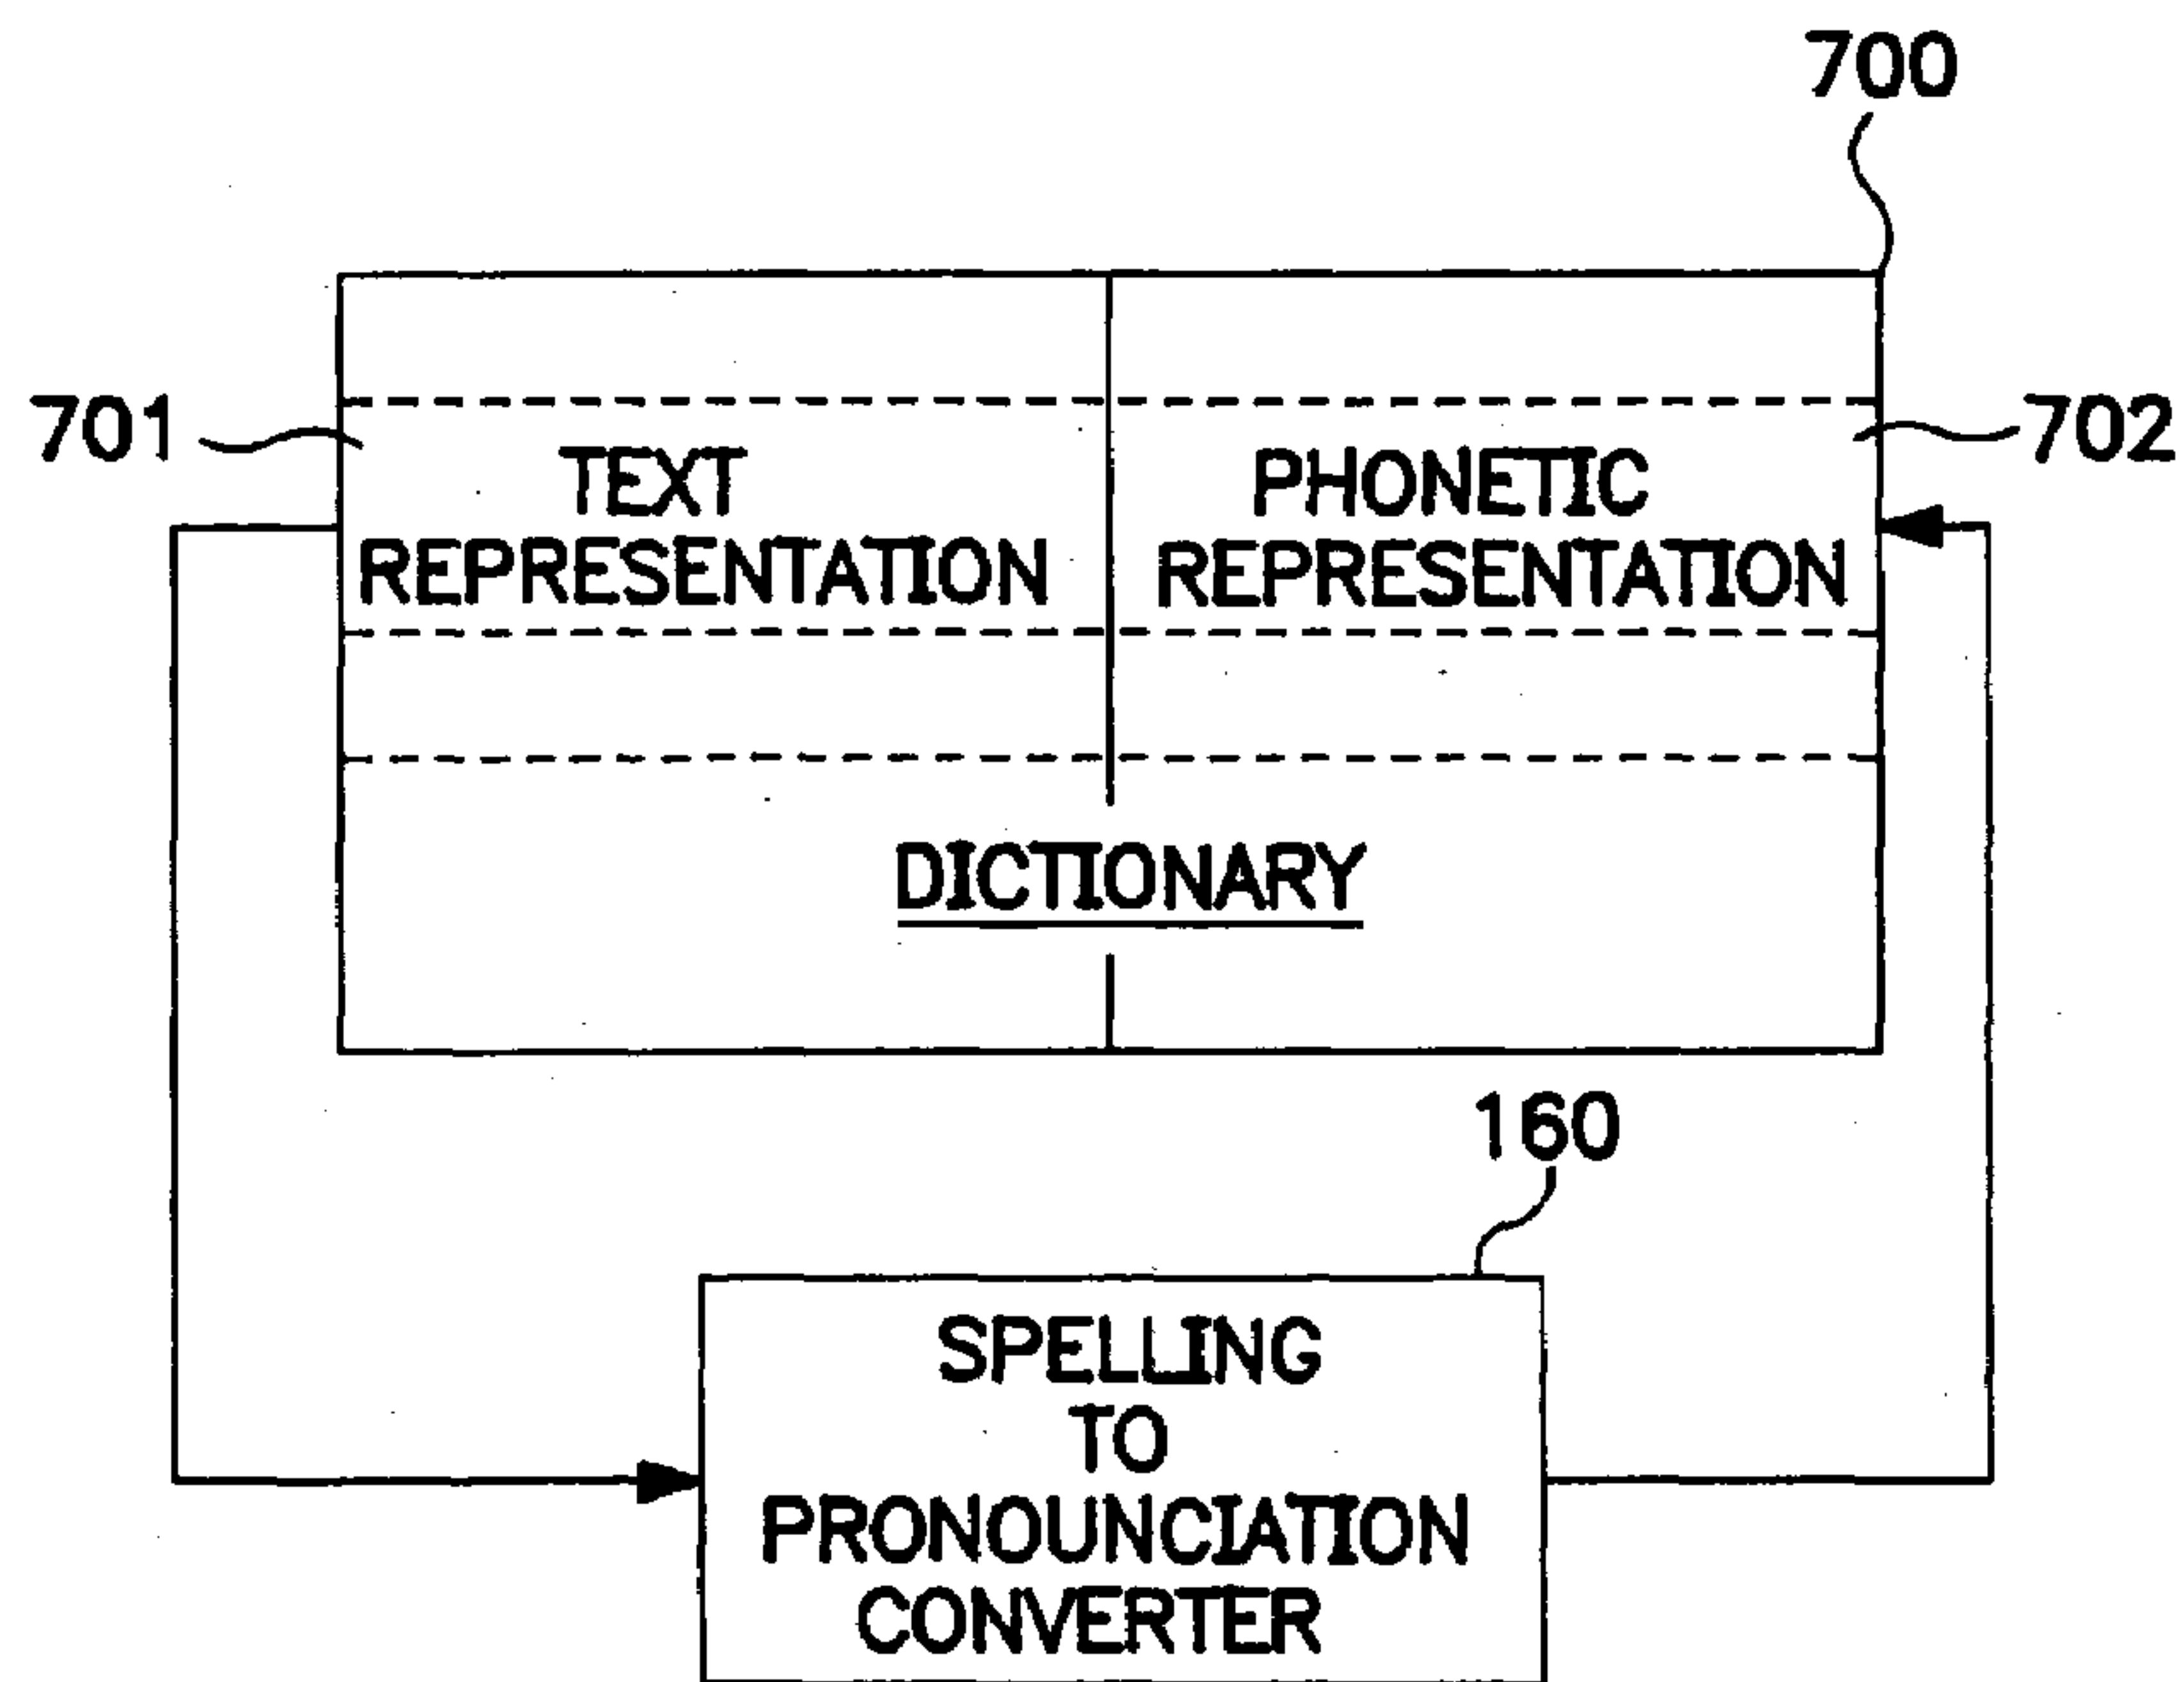 700
701
702
TEXT
REPRESENTATION
PHONETIC
REPRESENTATION
DICTIONARY
160
SPELLING
TO
PRONOUNCIATION
CONVERTER